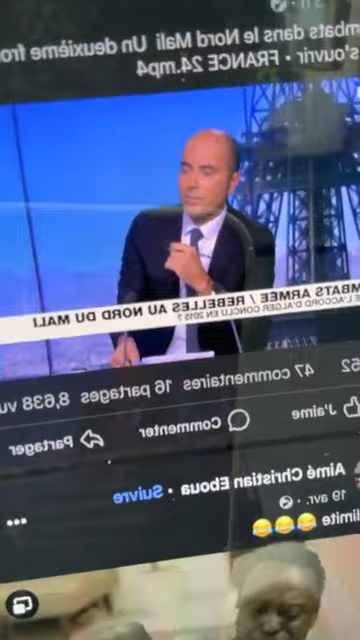 mbats dans le Nord Mali Un deuxième fro
s'ouvrir • FRANCE 24.mp4
MBATS ARMÉE / REBELLES AU NORD DU MALI
E L'ACCORD D'ALGER CONCLU EN 2015 ?
52 47 commentaires 16 partages 8,638 vu
J'aime Commenter Partager
Aimé Christian Eboua • Suivre
19 avr. •
limite 😂😂😂